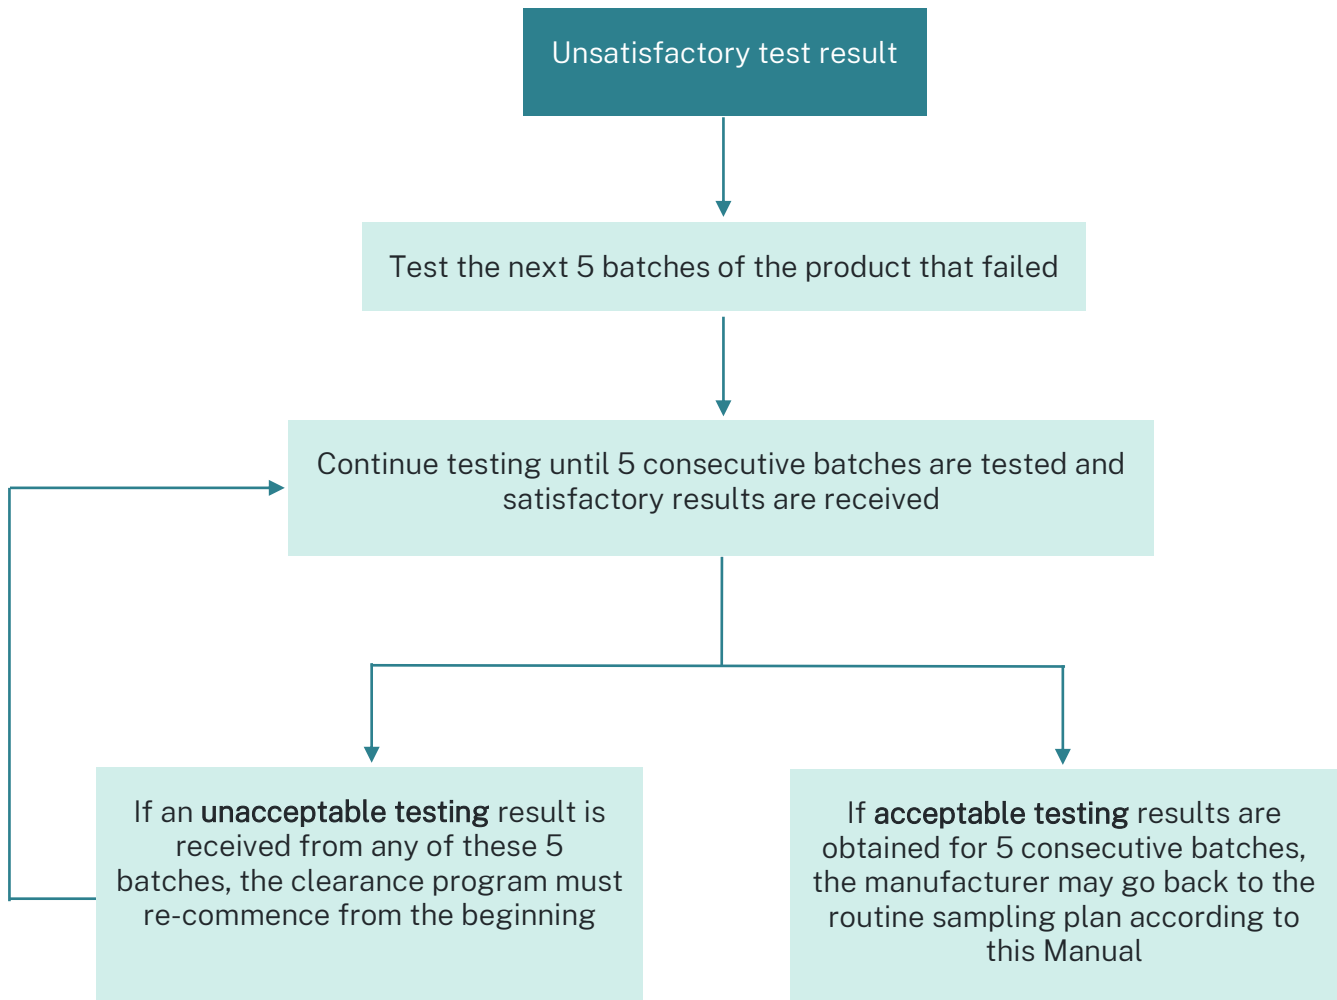 Unsatisfactory test result
Test the next 5 batches of the product that failed
Continue testing until 5 consecutive batches are tested and
satisfactory results are received
If an unacceptable testing result is
received from any of these 5
batches, the clearance program must
re-commence from the beginning
If acceptable testing results are
obtained for 5 consecutive batches,
the manufacturer may go back to the
routine sampling plan according to
this Manual